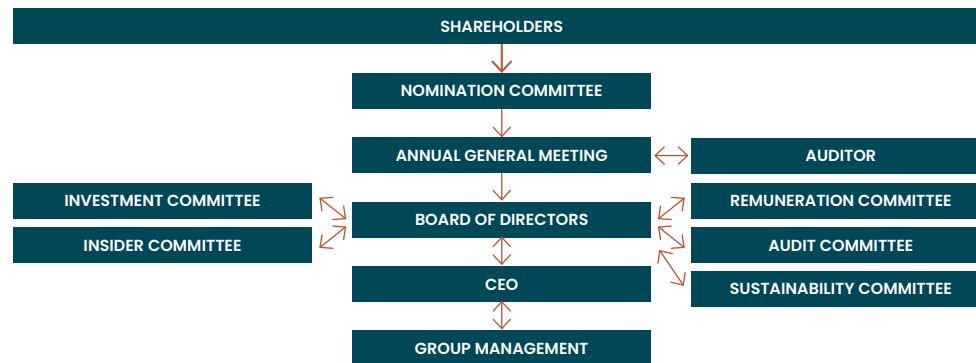 SHAREHOLDERS
NOMINATION COMMITTEE
ANNUAL GENERAL MEETING
AUDITOR
INVESTMENT COMMITTEE
REMUNERATION COMMITTEE
BOARD OF DIRECTORS
INSIDER COMMITTEE
AUDIT COMMITTEE
CEO
SUSTAINABILITY COMMITTEE
GROUP MANAGEMENT